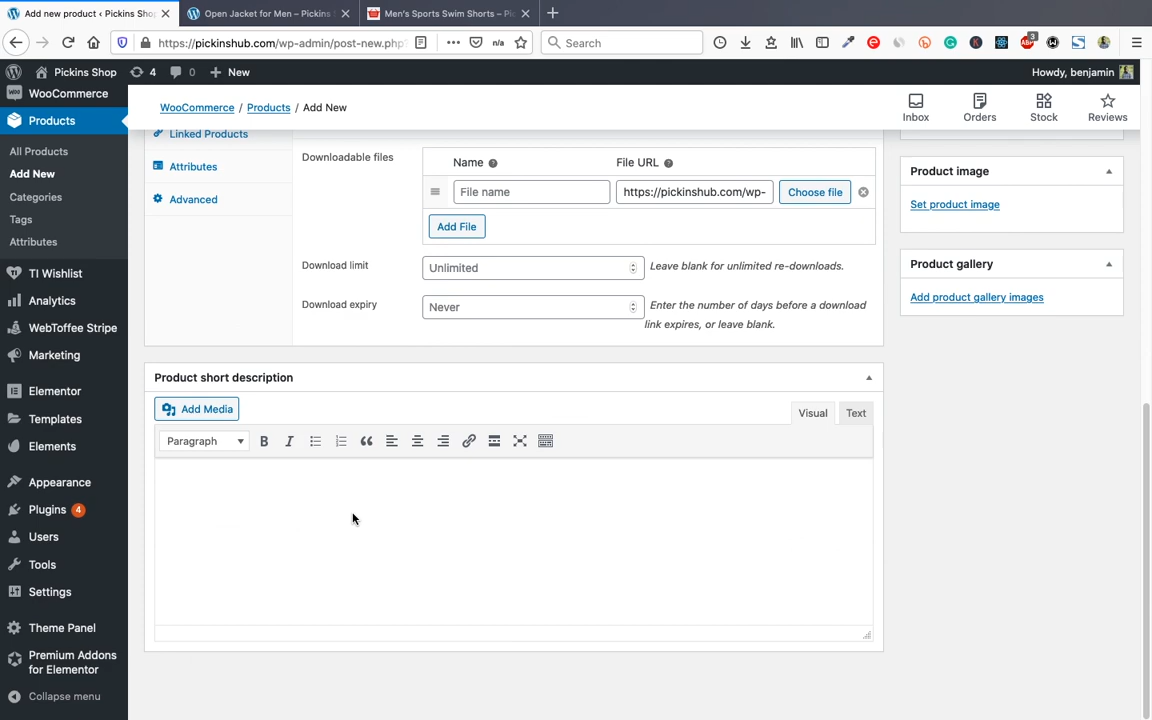 Add new product ‹ Pickins Shop
Open Jacket for Men – Pickins
Men's Sports Swim Shorts – Pic
https://pickinshub.com/wp-admin/post-new.php?
n/a
Search
3
Pickins Shop
4
0
New
Howdy, benjamin
WooCommerce
Products
All Products
Add New
Categories
Tags
Attributes
TI Wishlist
Analytics
WebToffee Stripe
Marketing
Elementor
Templates
Elements
Appearance
Plugins 4
Users
Tools
Settings
Theme Panel
Premium Addons
for Elementor
Collapse menu
WooCommerce / Products / Add New
Inbox
Orders
Stock
Reviews
Linked Products
Attributes
Advanced
Downloadable files
Name
File URL
File name
https://pickinshub.com/wp-
Choose file
Add File
Download limit
Unlimited
Leave blank for unlimited re-downloads.
Download expiry
Never
Enter the number of days before a download
link expires, or leave blank.
Product short description
Add Media
Visual
Text
Paragraph
Product image
Set product image
Product gallery
Add product gallery images